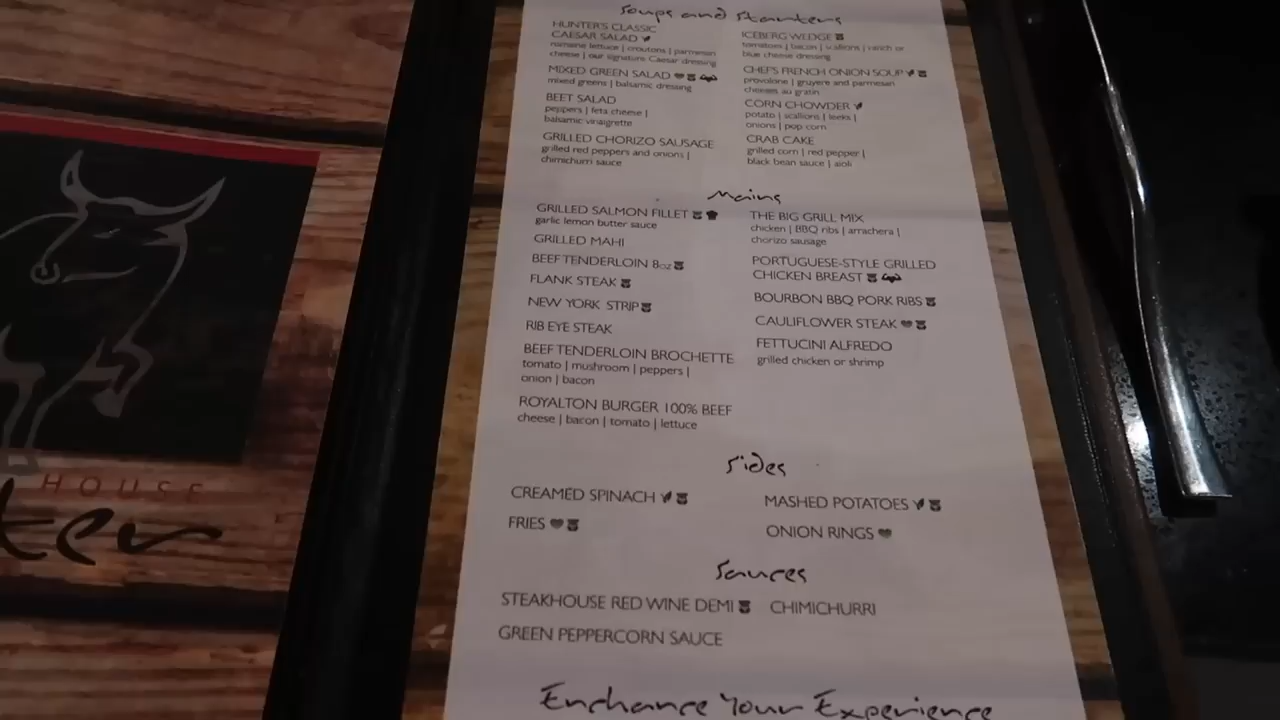 Soups and Starters
HUNTER'S CLASSIC
CAESAR SALAD
romaine lettuce | croutons | parmesan
cheese | our signature Caesar dressing
MIXED GREEN SALAD
mixed greens | balsamic dressing
BEET SALAD
peppers | feta cheese |
balsamic vinaigrette
GRILLED CHORIZO SAUSAGE
grilled red peppers and onions |
chimichurri sauce
ICEBERG WEDGE
tomatoes | bacon | scallions | ranch or
blue cheese dressing
CHEF'S FRENCH ONION SOUP
provolone | gruyere and parmesan
cheeses au gratin
CORN CHOWDER
potato | scallions | leeks |
onions | pop corn
CRAB CAKE
grilled corn | red pepper |
black bean sauce | aioli
Mains
GRILLED SALMON FILLET
garlic lemon butter sauce
GRILLED MAHI
BEEF TENDERLOIN 8oz
FLANK STEAK
NEW YORK STRIP
RIB EYE STEAK
BEEF TENDERLOIN BROCHETTE
tomato | mushroom | peppers |
onion | bacon
ROYALTON BURGER 100% BEEF
cheese | bacon | tomato | lettuce
THE BIG GRILL MIX
chicken | BBQ ribs | arrachera |
chorizo sausage
PORTUGUESE-STYLE GRILLED
CHICKEN BREAST
BOURBON BBQ PORK RIBS
CAULIFLOWER STEAK
FETTUCINI ALFREDO
grilled chicken or shrimp
Sides
CREAMED SPINACH
FRIES
MASHED POTATOES
ONION RINGS
Sauces
STEAKHOUSE RED WINE DEMI
CHIMICHURRI
GREEN PEPPERCORN SAUCE
Enchance Your Experience
HOUSE
ter